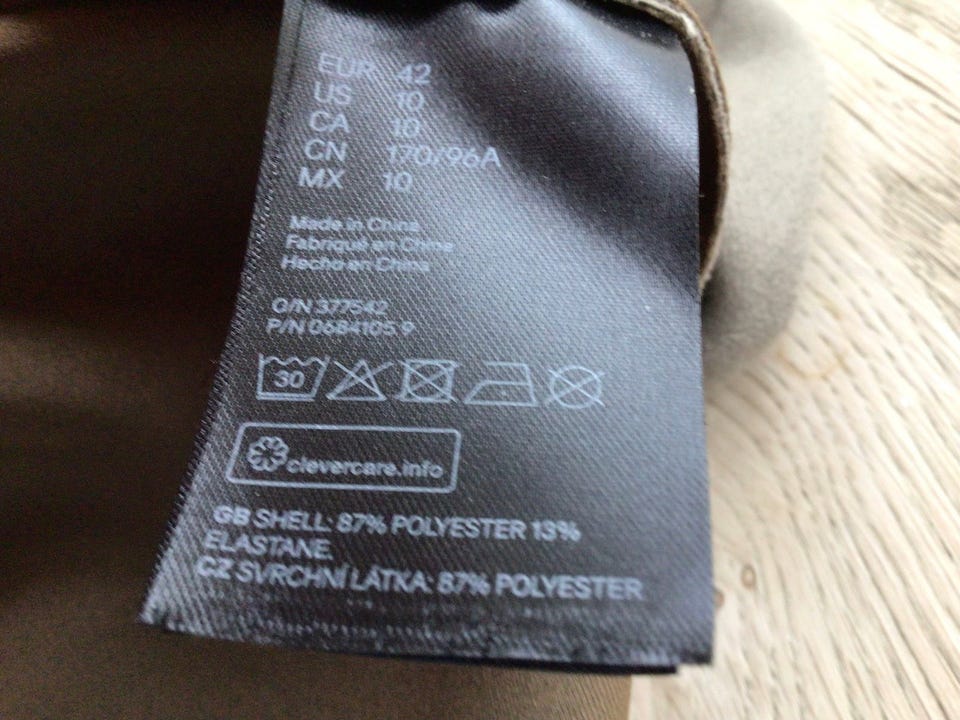 EUR 42
US 10
CA 10
CN 170/96A
MX 10
Made in China
Fabriqué en Chine
Hecho en China
O/N 377542
P/N 0684105.9
30
clevercare.info
GB SHELL: 87% POLYESTER 13%
ELASTANE
CZ SVRCHNÍ LÁTKA: 87% POLYESTER